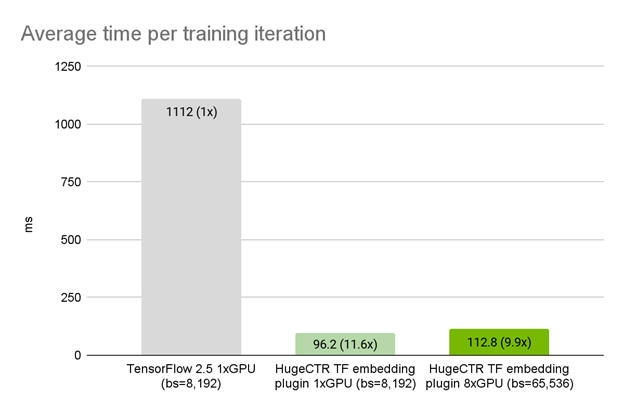 Average time per training iteration
1250
1000
750
500
250
0
ms
1112 (1x)
96.2 (11.6x)
112.8 (9.9x)
TensorFlow 2.5 1xGPU
(bs=8,192)
HugeCTR TF embedding
plugin 1xGPU (bs=8,192)
HugeCTR TF embedding
plugin 8xGPU (bs=65,536)